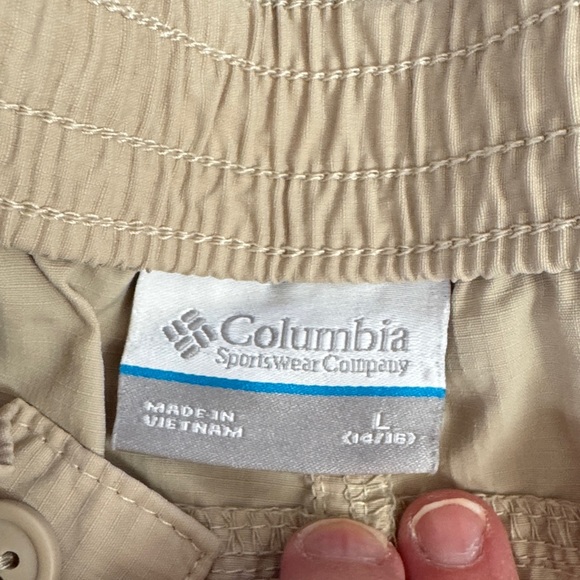 Columbia
Sportswear Company
MADE IN
VIETNAM
L
(14/16)